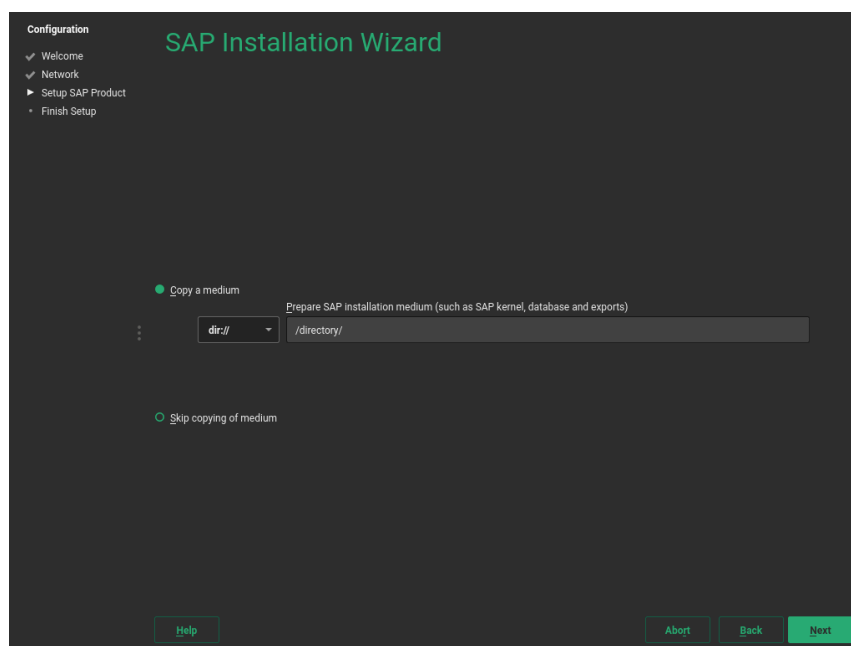 Configuration
Welcome
Network
Setup SAP Product
Finish Setup
SAP Installation Wizard
Copy a medium
Prepare SAP installation medium (such as SAP kernel, database and exports)
dir:// /directory/
Skip copying of medium
Help Abort Back Next